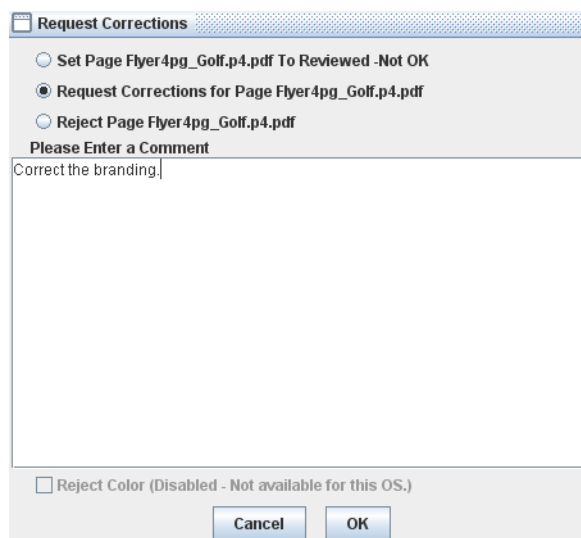 Request Corrections
Set Page Flyer4pg_Golf.p4.pdf To Reviewed -Not OK
Request Corrections for Page Flyer4pg_Golf.p4.pdf
Reject Page Flyer4pg_Golf.p4.pdf
Please Enter a Comment
Correct the branding.
Reject Color (Disabled - Not available for this OS.)
Cancel OK